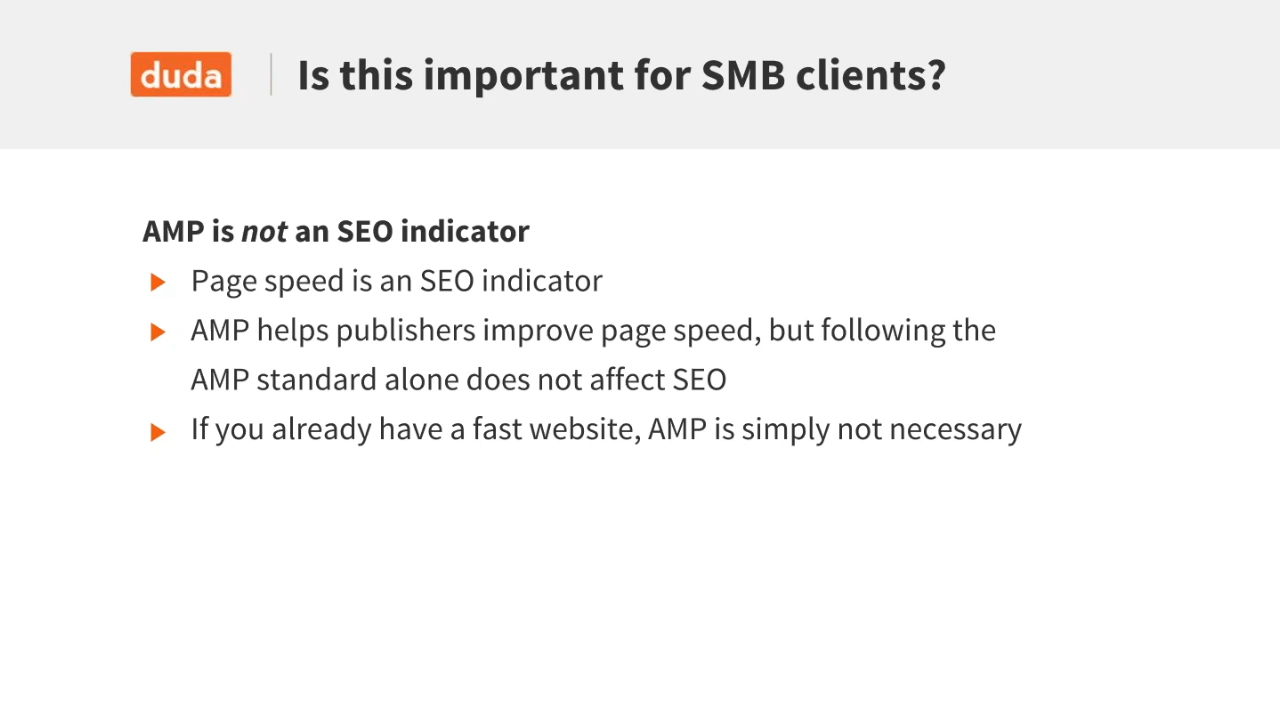 duda
Is this important for SMB clients?
AMP is not an SEO indicator
Page speed is an SEO indicator
AMP helps publishers improve page speed, but following the
AMP standard alone does not affect SEO
If you already have a fast website, AMP is simply not necessary